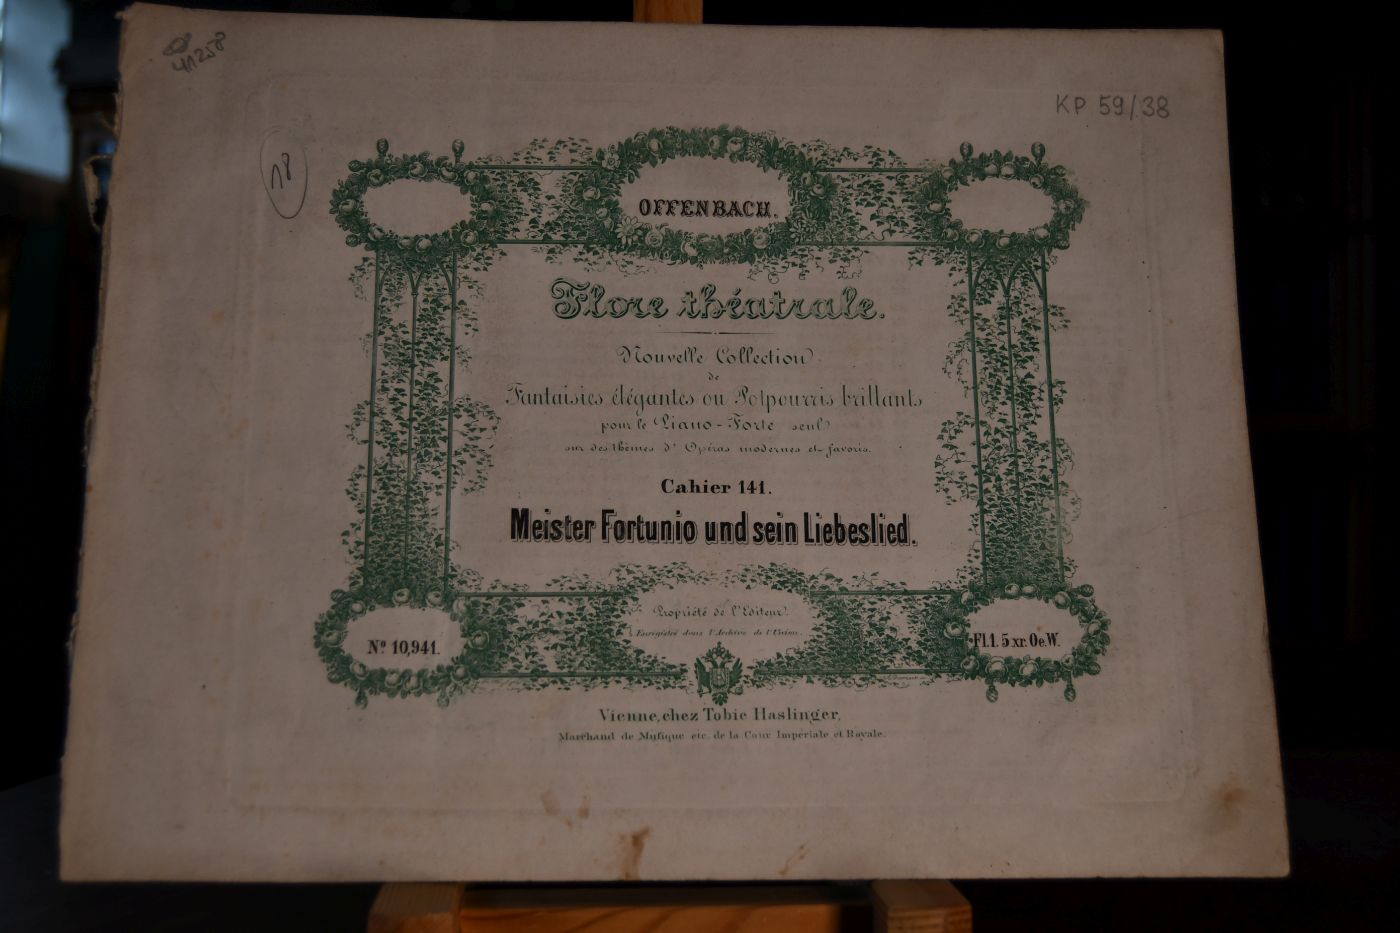 41258
KP 59/38
18
OFFENBACH.
Flore théatrale.
Nouvelle Collection
de
Fantaisies élégantes ou Potpourris brillants
pour le Piano-Forte seul
sur des thèmes d'Opéras modernes et favoris.
Cahier 141.
Meister Fortunio und sein Liebeslied.
Propriété de l'Editeur.
Enregistré dans l'Archive de l'Union.
No. 10,941.
Fl.1. 5 xr. Oe.W.
Vienne, chez Tobie Haslinger,
Marchand de Musique etc. de la Cour Impériale et Royale.